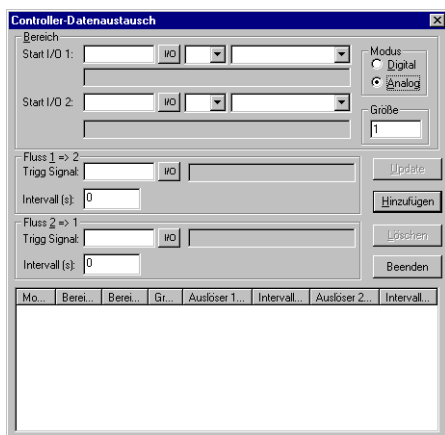 Controller-Datenaustausch
Bereich
Start I/O 1:
I/O
Modus
Digital
Analog
Start I/O 2:
I/O
Größe
1
Fluss 1 => 2
Trigg Signal:
I/O
Update
Intervall (s):
0
Hinzufügen
Fluss 2 => 1
Trigg Signal:
I/O
Löschen
Intervall (s):
0
Beenden
Mo... Berei... Berei... Gr... Auslöser 1... Intervall... Auslöser 2... Intervall...